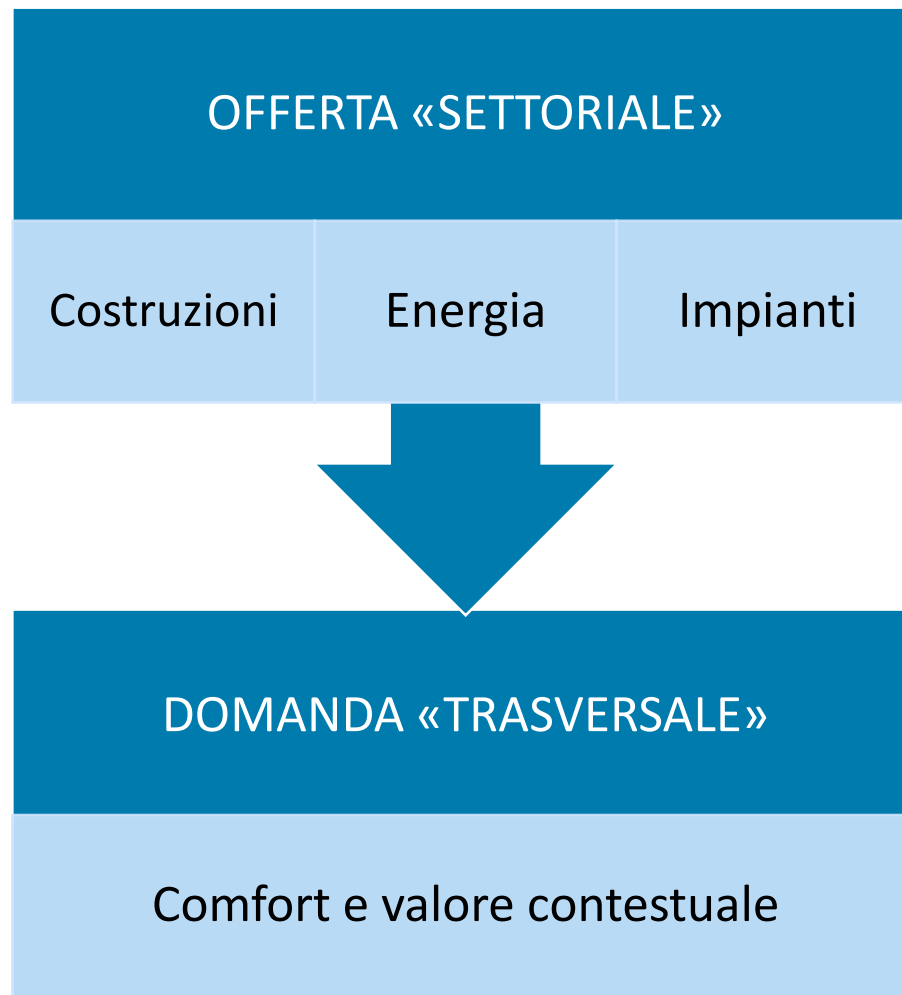 OFFERTA «SETTORIALE»
Costruzioni
Energia
Impianti
DOMANDA «TRASVERSALE»
Comfort e valore contestuale